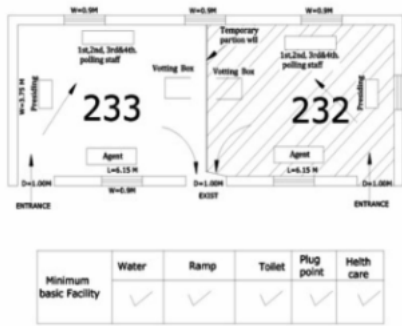 W=0.9M
W=0.9M
W=0.9M
Temporary
partion wll
1st,2nd, 3rd&4th.
polling staff
1st,2nd, 3rd&4th.
polling staff
Votting Box
Votting Box
W=3.75 M
Presiding
233
232
Presiding
Agent
Agent
L=6.15 M
L=6.15 M
D=1.00M
W=0.9M
D=1.00M
D=1.00M
ENTRANCE
EXIST
ENTRANCE
Minimum
basic Facility
Water
Ramp
Toilet
Plug
point
Helth
care